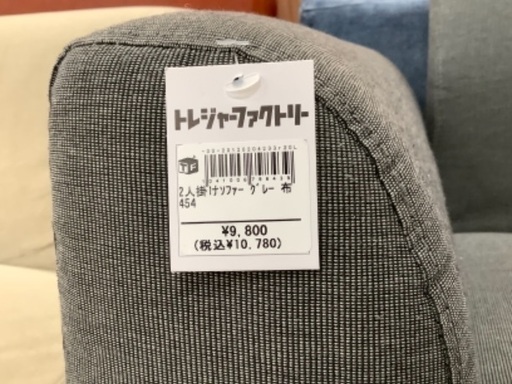 トレジャーファクトリー
TF
2人掛けソファー グレー 布
454
¥9,800
(税込¥10,780)